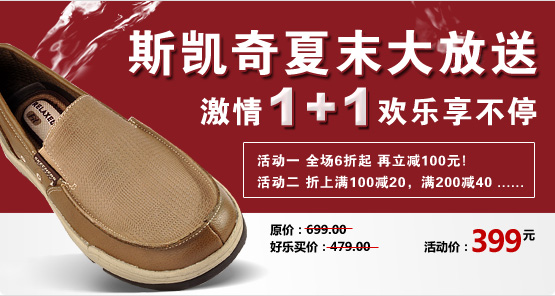 斯凯奇夏末大放送
激情1+1欢乐享不停
活动一 全场6折起 再立减100元!
活动二 折上满100减20，满200减40 ……
原价：699.00
好乐买价：479.00 活动价：399元